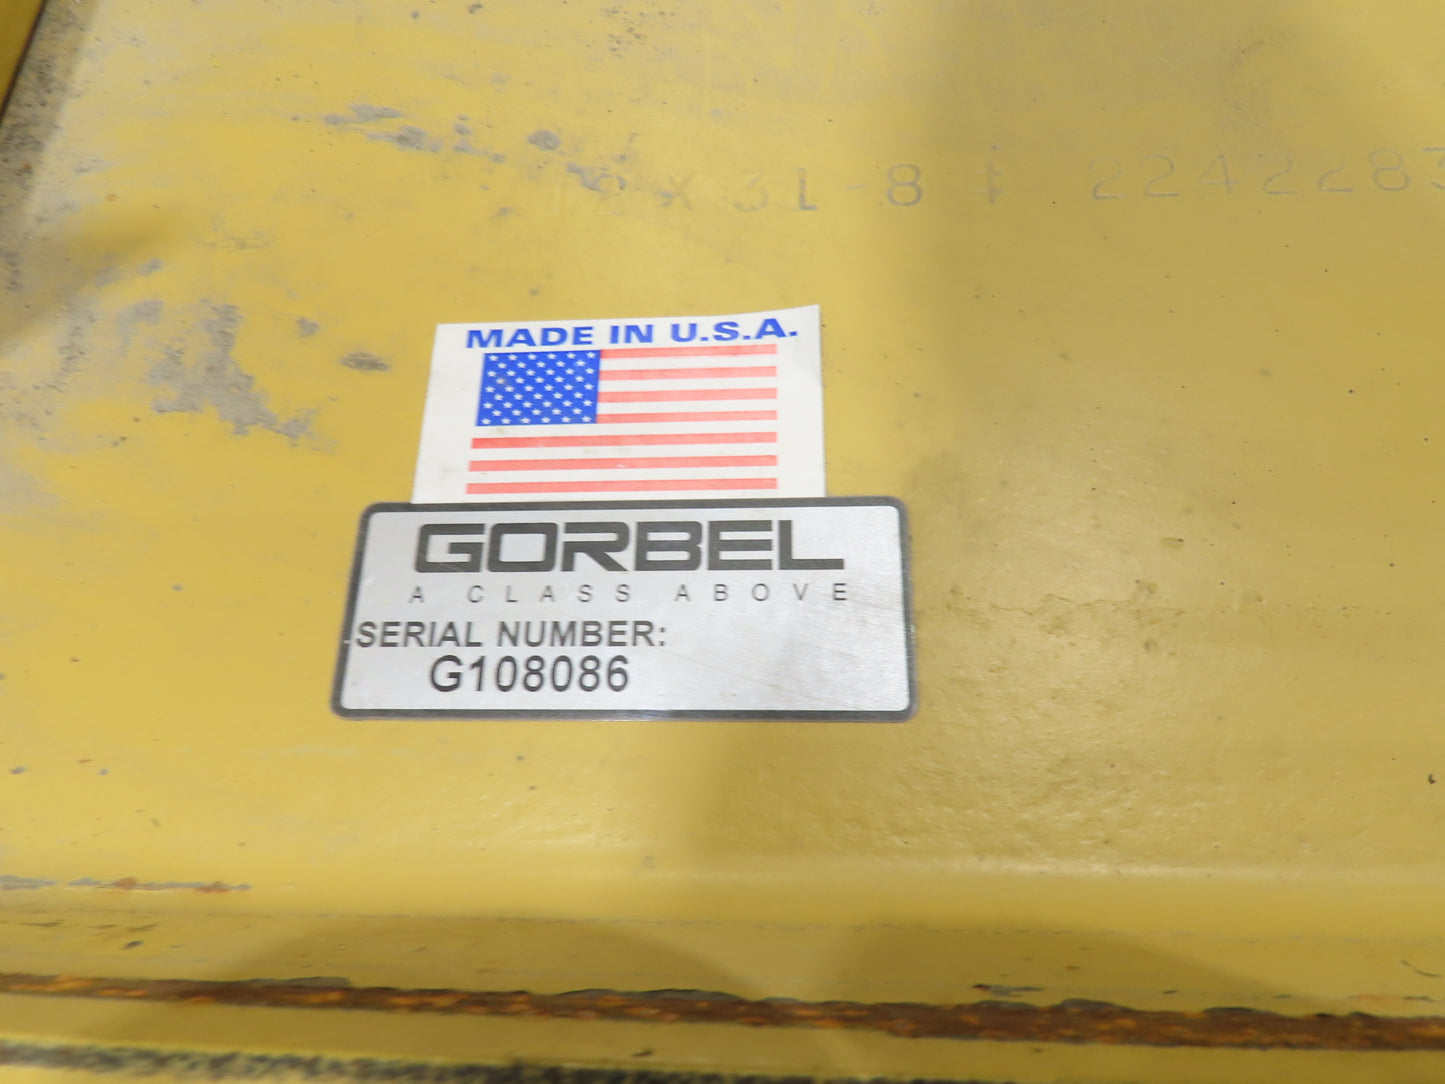 12 X 31-8 # 2242283
MADE IN U.S.A.
GORBEL
A CLASS ABOVE
SERIAL NUMBER:
G108086